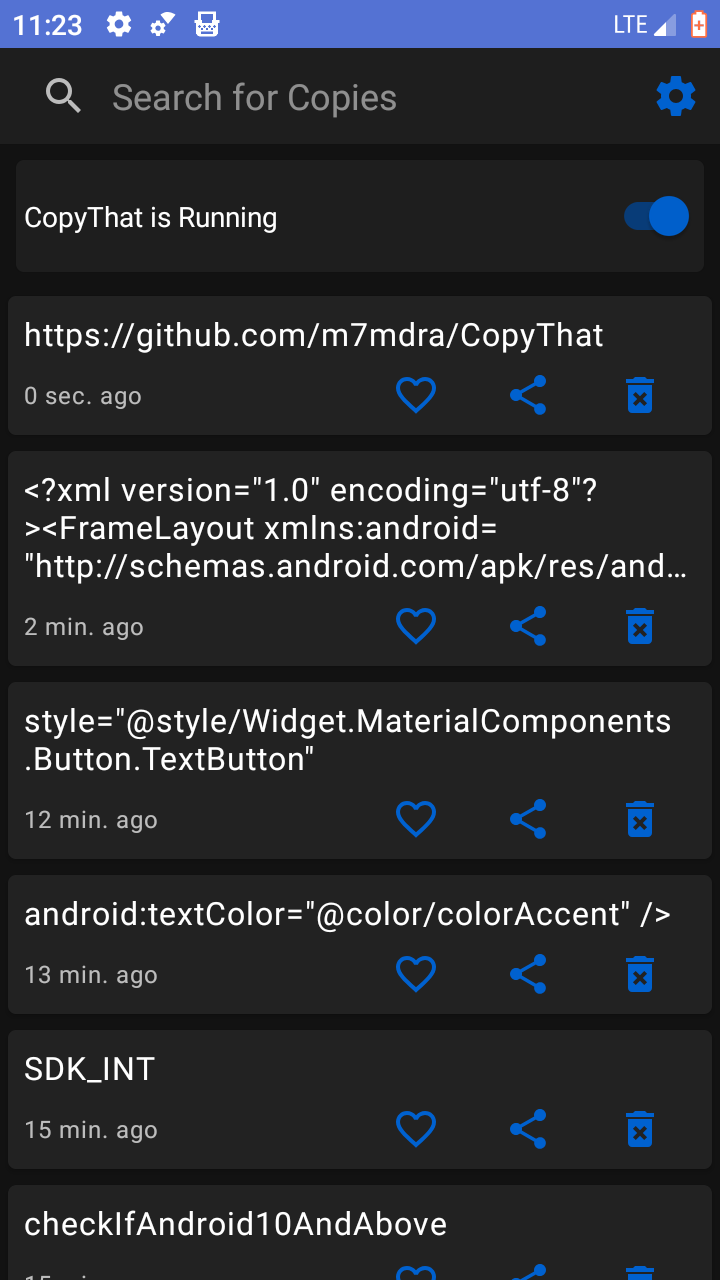 11:23
LTE
Search for Copies
CopyThat is Running
https://github.com/m7mdra/CopyThat
0 sec. ago
<?xml version="1.0" encoding="utf-8"?
><FrameLayout xmlns:android=
"http://schemas.android.com/apk/res/and…
2 min. ago
style="@style/Widget.MaterialComponents
.Button.TextButton"
12 min. ago
android:textColor="@color/colorAccent" />
13 min. ago
SDK_INT
15 min. ago
checkIfAndroid10AndAbove